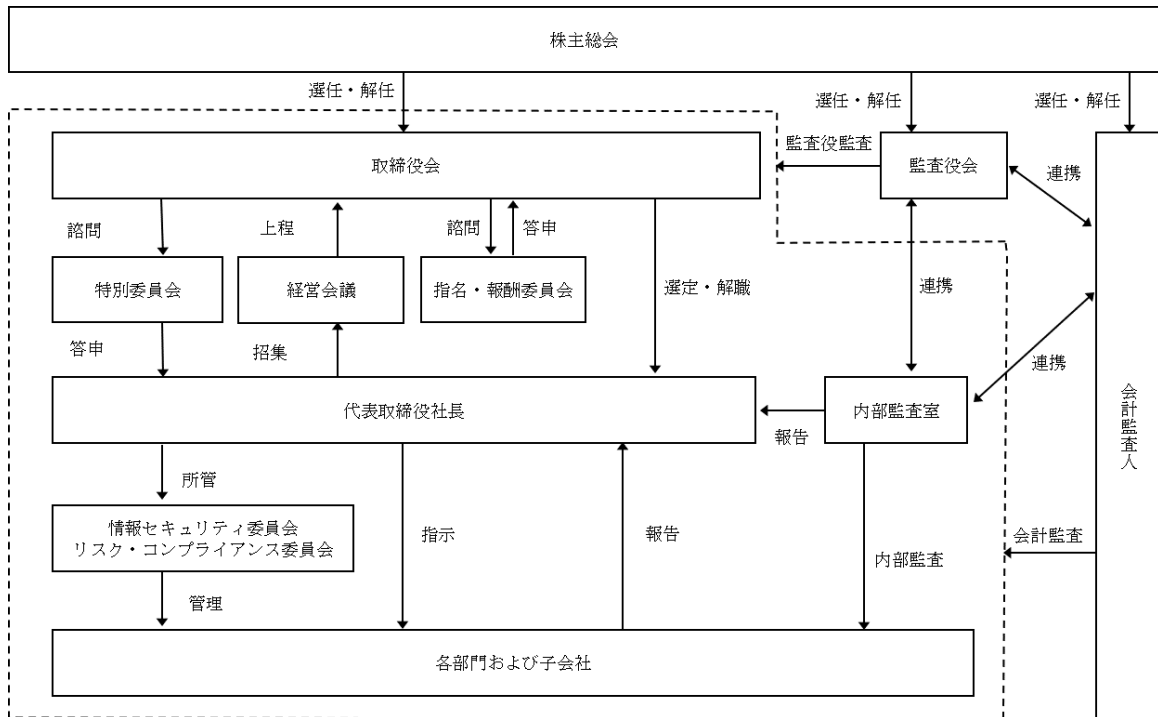 株主総会
選任・解任
選任・解任
選任・解任
取締役会
監査役監査
監査役会
連携
諮問
上程
諮問
答申
特別委員会
経営会議
指名・報酬委員会
選定・解職
連携
答申
招集
連携
代表取締役社長
内部監査室
報告
会計監査人
所管
情報セキュリティ委員会
リスク・コンプライアンス委員会
指示
報告
内部監査
会計監査
管理
各部門および子会社